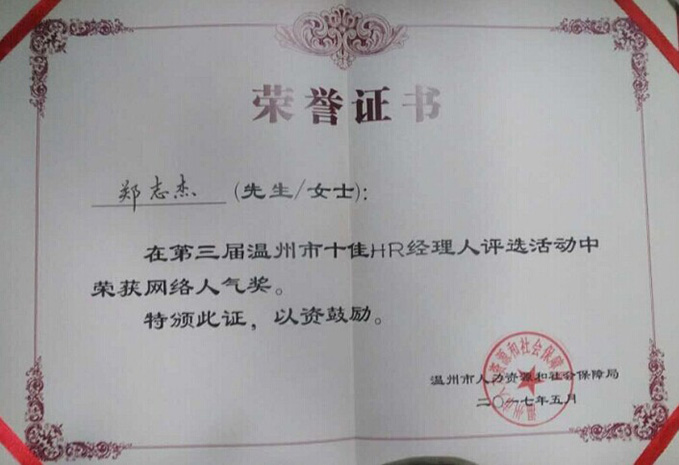 荣誉证书
郑志杰 (先生/女士):
在第三届温州市十佳HR经理人评选活动中
荣获网络人气奖。
特颁此证，以资鼓励。
温州市人力资源和社会保障局
二〇一七年五月